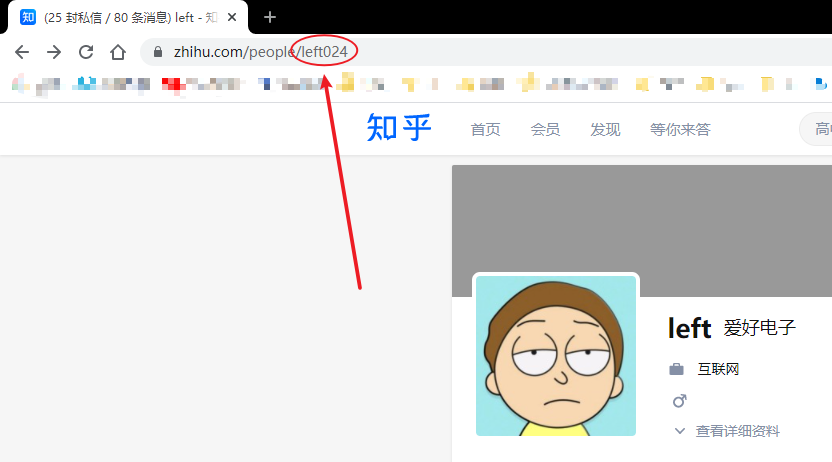 (25 封私信 / 80 条消息) left - 知
zhihu.com/people/left024
知乎 首页 会员 发现 等你来答
left 爱好电子
互联网
查看详细资料